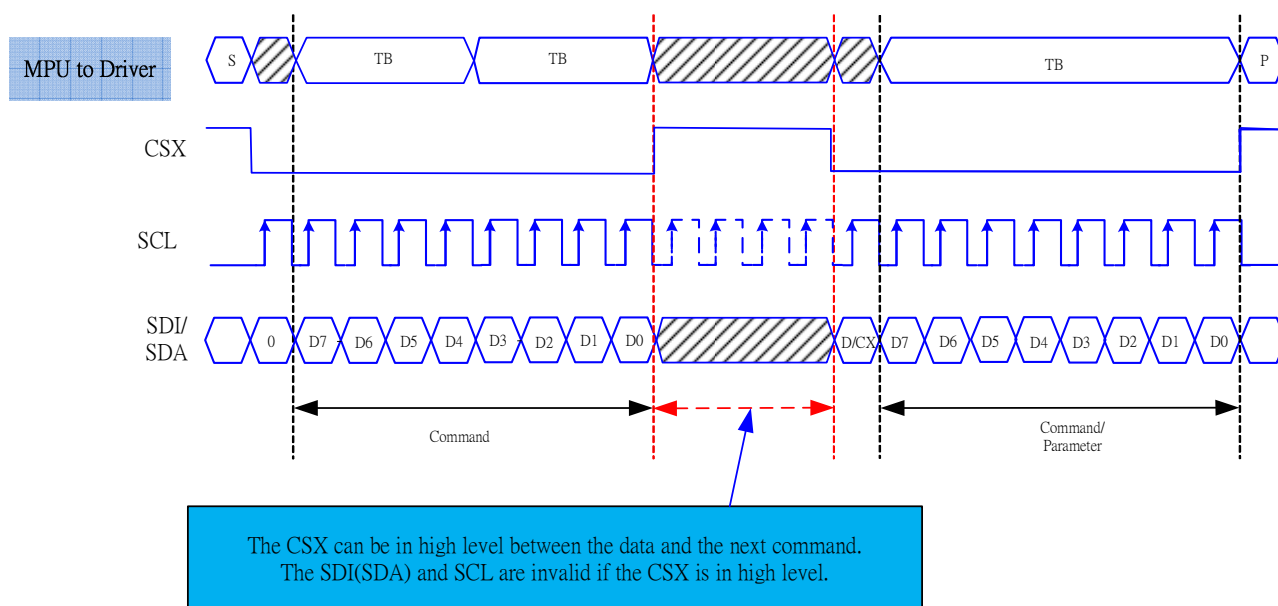 MPU to Driver
S
TB
TB
TB
P
CSX
SCL
SDI/
SDA
0
D7
D6
D5
D4
D3
D2
D1
D0
D/CX
D7
D6
D5
D4
D3
D2
D1
D0
Command
Command/
Parameter
The CSX can be in high level between the data and the next command.
The SDI(SDA) and SCL are invalid if the CSX is in high level.